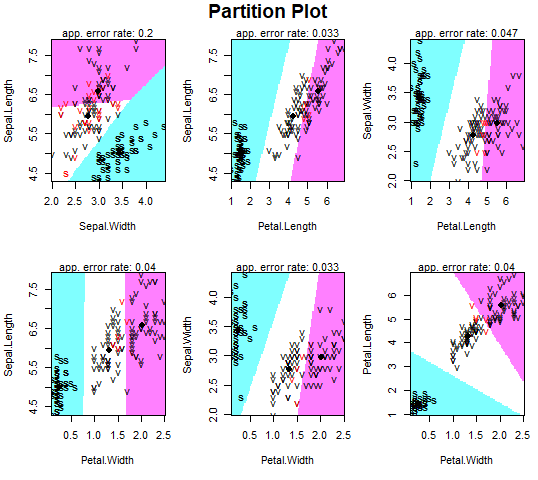 Partition Plot
app. error rate: 0.2
app. error rate: 0.033
app. error rate: 0.047
Sepal.Length
4.5 5.5 6.5 7.5
2.0 2.5 3.0 3.5 4.0
Sepal.Width
Sepal.Length
4.5 5.5 6.5 7.5
1 2 3 4 5 6
Petal.Length
Sepal.Width
2.0 2.5 3.0 3.5 4.0
1 2 3 4 5 6
Petal.Length
app. error rate: 0.04
app. error rate: 0.033
app. error rate: 0.04
Sepal.Length
4.5 5.5 6.5 7.5
0.5 1.0 1.5 2.0 2.5
Petal.Width
Sepal.Width
2.0 2.5 3.0 3.5 4.0
0.5 1.0 1.5 2.0 2.5
Petal.Width
Petal.Length
1 2 3 4 5 6
0.5 1.0 1.5 2.0 2.5
Petal.Width